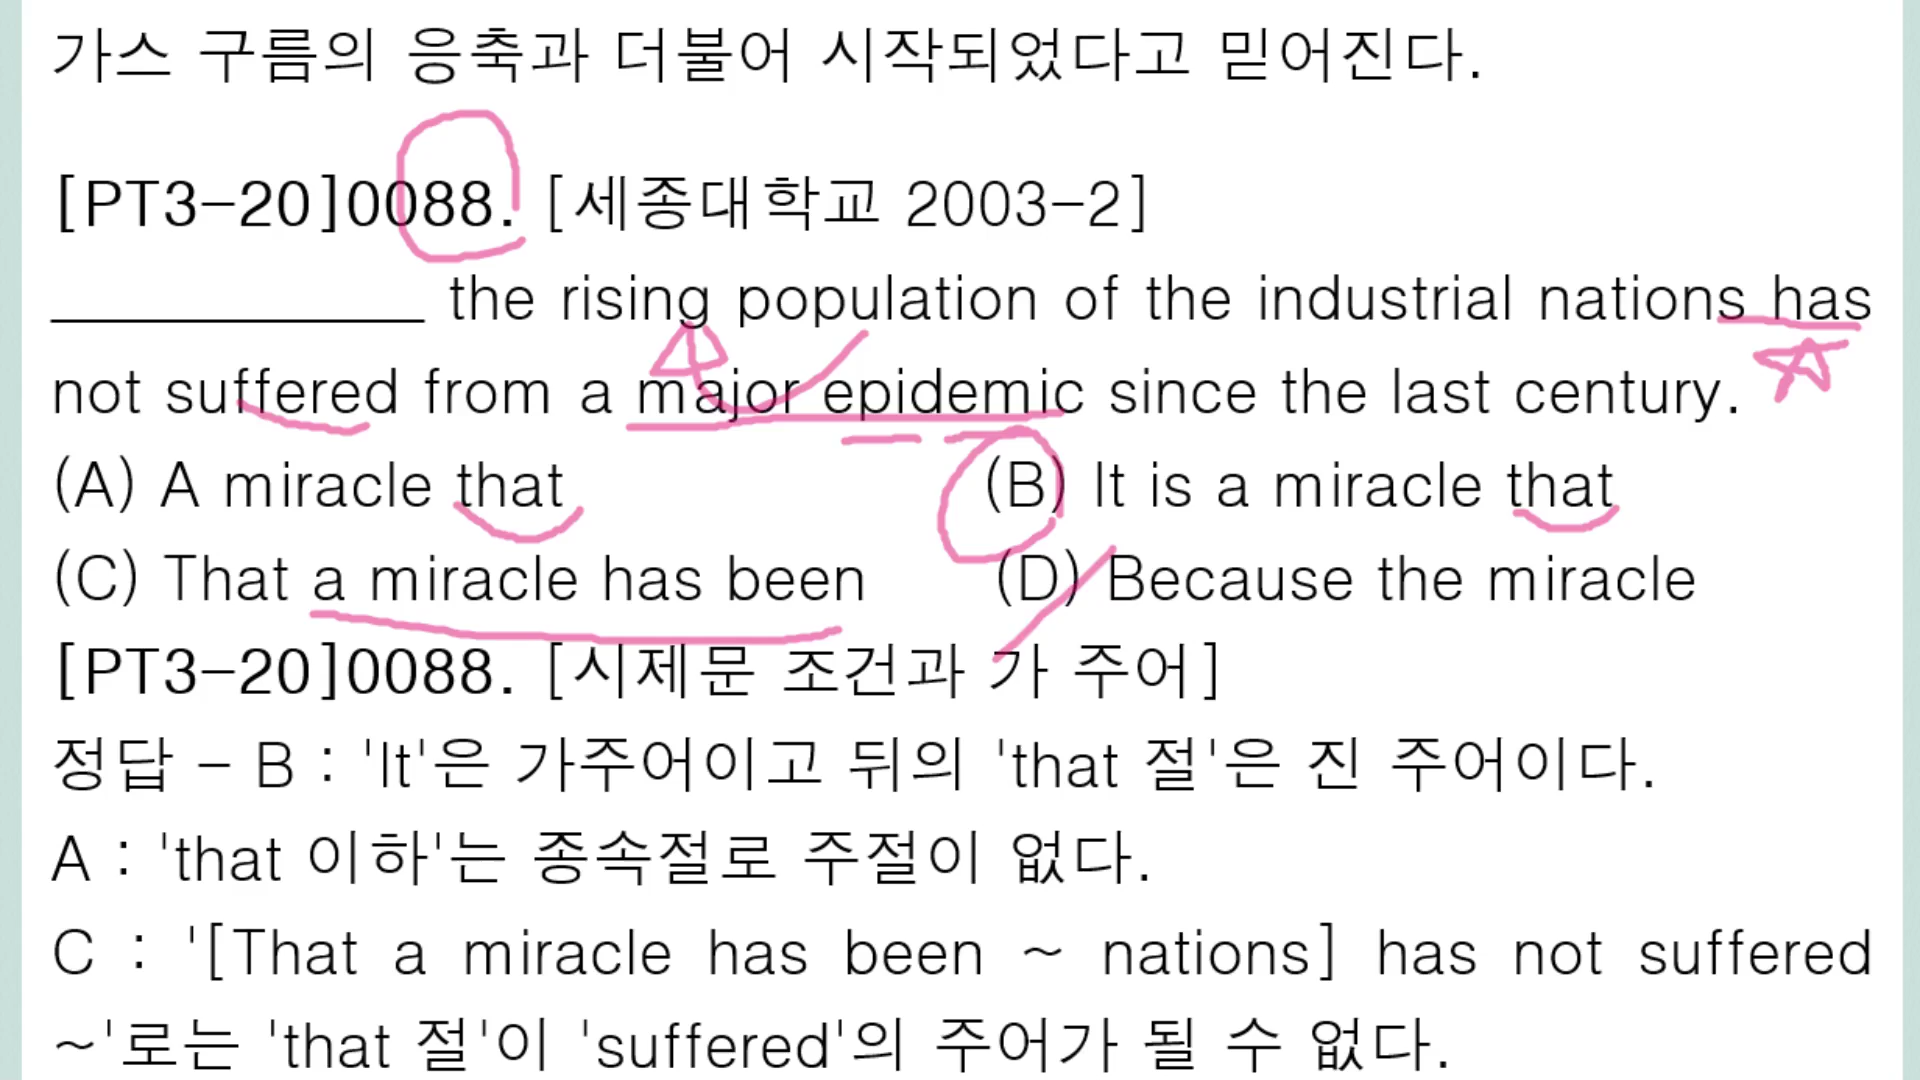 가스 구름의 응축과 더불어 시작되었다고 믿어진다.
[PT3-20]0088. [세종대학교 2003-2]
____________ the rising population of the industrial nations has
not suffered from a major epidemic since the last century.
(A) A miracle that (B) It is a miracle that
(C) That a miracle has been (D) Because the miracle
[PT3-20]0088. [시제문 조건과 가 주어]
정답 - B : 'It'은 가주어이고 뒤의 'that 절'은 진 주어이다.
A : 'that 이하'는 종속절로 주절이 없다.
C : '[That a miracle has been ~ nations] has not suffered
~'로는 'that 절'이 'suffered'의 주어가 될 수 없다.